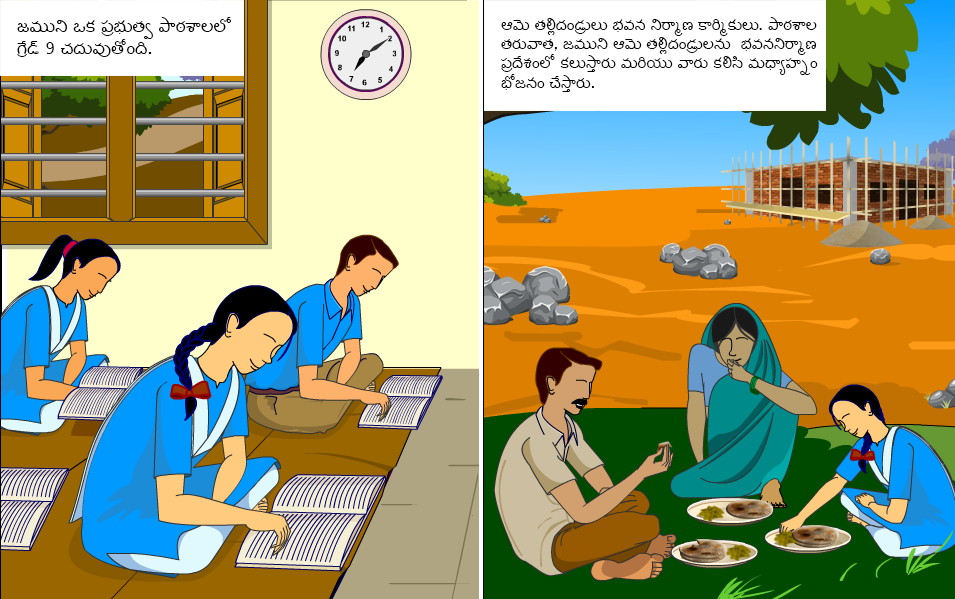 జముని ఒక ప్రభుత్వ పాఠశాలలో
గ్రేడ్ 9 చదువుతోంది.
12
1
2
3
4
5
6
7
8
9
10
11
ఆమె తల్లిదండ్రులు భవన నిర్మాణ కార్మికులు. పాఠశాల
తరువాత, జముని ఆమె తల్లిదండ్రులను భవననిర్మాణ
ప్రదేశంలో కలుస్తారు మరియు వారు కలిసి మధ్యాహ్నం
భోజనం చేస్తారు.